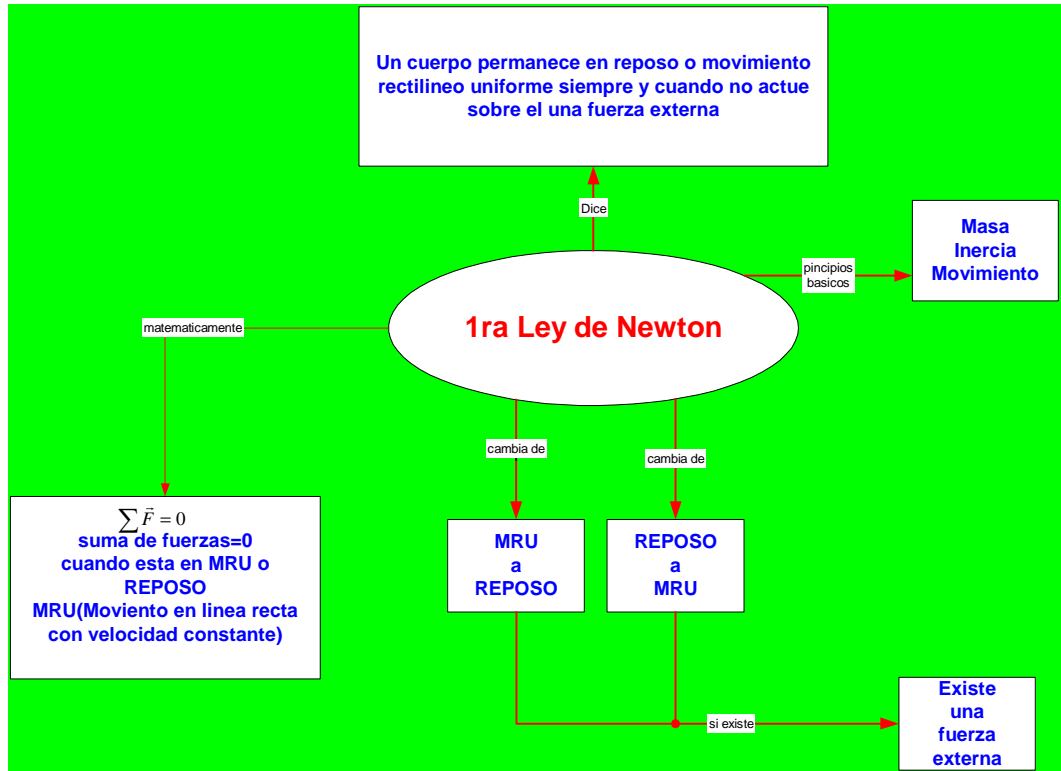 Un cuerpo permanece en reposo o movimiento
rectilineo uniforme siempre y cuando no actue
sobre el una fuerza externa
Dice
Masa
Inercia
Movimiento
pincipios
basicos
1ra Ley de Newton
matematicamente
cambia de
cambia de
∑F⃗ = 0
suma de fuerzas=0
cuando esta en MRU o
REPOSO
MRU(Moviento en linea recta
con velocidad constante)
MRU
a
REPOSO
REPOSO
a
MRU
si existe
Existe
una
fuerza
externa